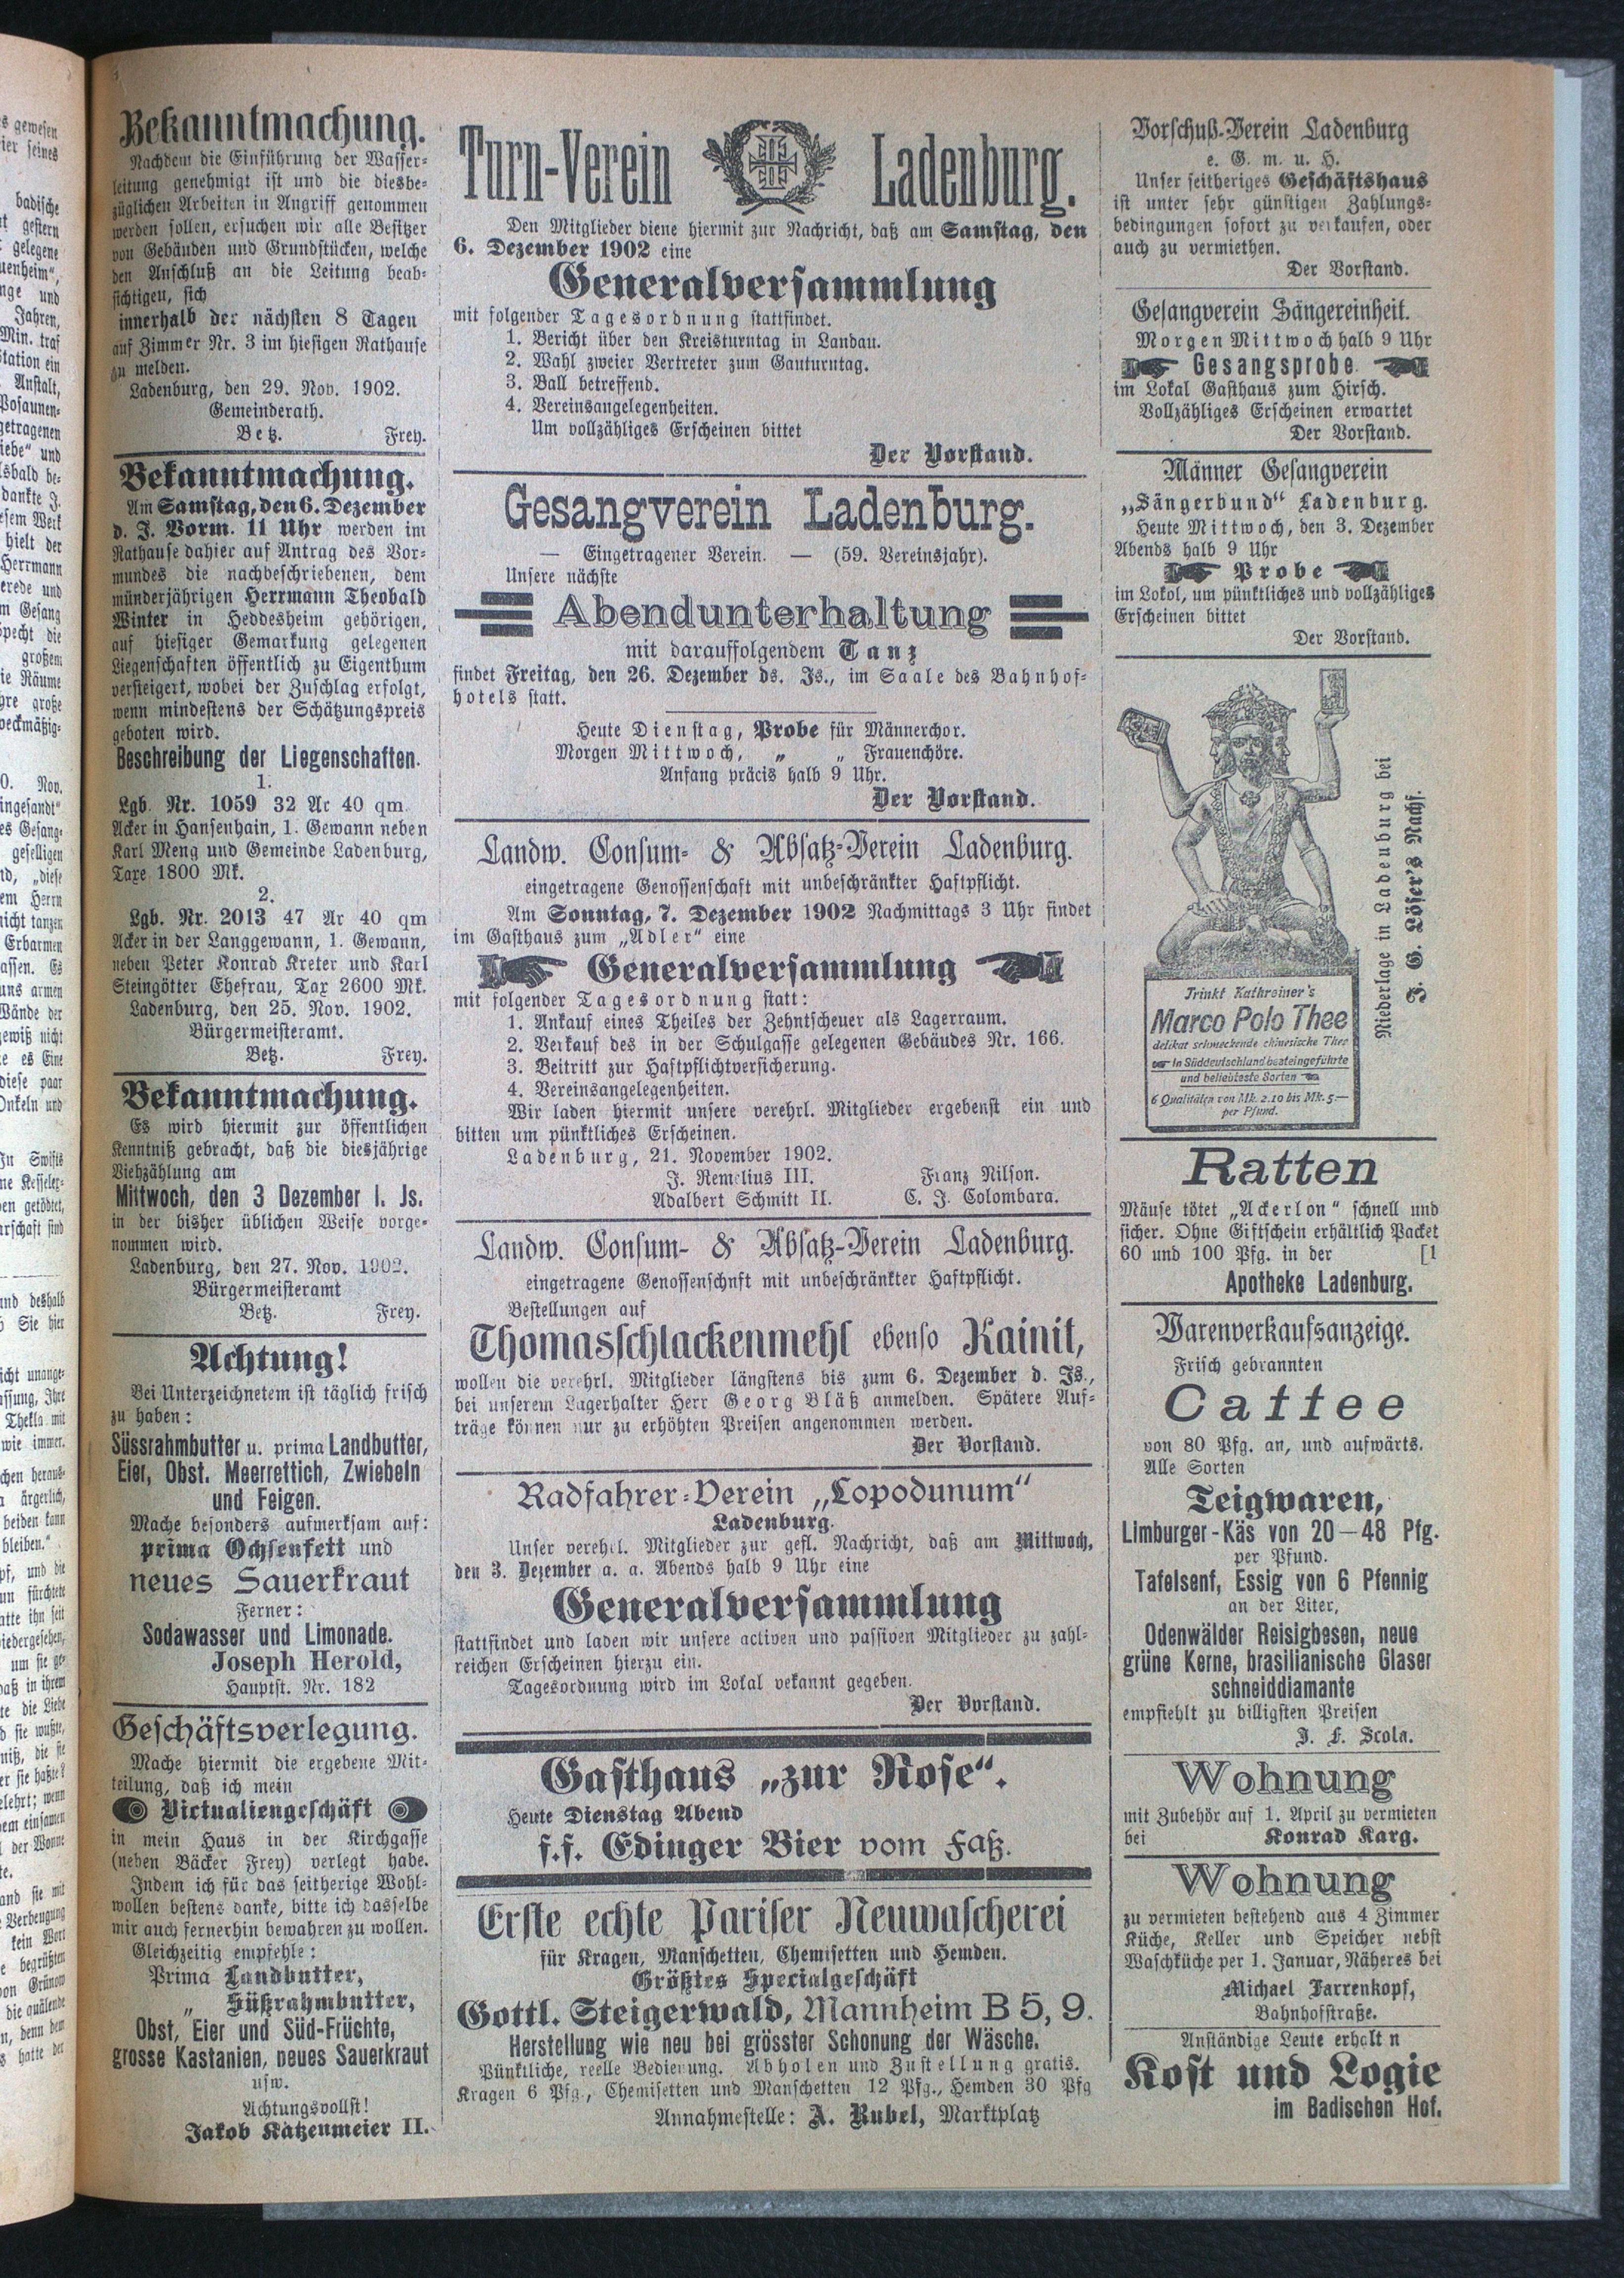 Bekanntmachung.
Nachdem die Einführung der Wasser-
leitung genehmigt ist und die diesbe-
züglichen Arbeiten in Angriff genommen
werden sollen, ersuchen wir alle Besitzer
von Gebäuden und Grundstücken, welche
den Anschluß an die Leitung beab-
sichtigen, sich
innerhalb der nächsten 8 Tagen
auf Zimmer Nr. 3 im hiesigen Rathause
zu melden.
Ladenburg, den 29. Nov. 1902.
Gemeinderath.
Betz. Frey.
Bekanntmachung.
Am Samstag, den 6. Dezember
d. J. Vorm. 11 Uhr werden im
Rathause dahier auf Antrag des Vor-
mundes die nachbeschriebenen, dem
münderjährigen Herrmann Theobald
Winter in Heddesheim gehörigen,
auf hiesiger Gemarkung gelegenen
Liegenschaften öffentlich zu Eigenthum
versteigert, wobei der Zuschlag erfolgt,
wenn mindestens der Schätzungspreis
geboten wird.
Beschreibung der Liegenschaften.
1.
Lgb. Nr. 1059 32 Ar 40 qm
Acker in Hansenhain, 1. Gewann neben
Karl Meng und Gemeinde Ladenburg,
Taxe 1800 Mk.
2.
Lgb. Nr. 2013 47 Ar 40 qm
Acker in der Langgewann, 1. Gewann,
neben Peter Konrad Kreter und Karl
Steingötter Ehefrau, Tax 2600 Mk.
Ladenburg, den 25. Nov. 1902.
Bürgermeisteramt.
Betz. Frey.
Bekanntmachung.
Es wird hiermit zur öffentlichen
Kenntniß gebracht, daß die diesjährige
Viehzählung am
Mittwoch, den 3 Dezember l. Js.
in der bisher üblichen Weise vorge-
nommen wird.
Ladenburg, den 27. Nov. 1902.
Bürgermeisteramt
Betz. Frey.
Achtung!
Bei Unterzeichnetem ist täglich frisch
zu haben:
Süssrahmbutter u. prima Landbutter,
Eier, Obst. Meerrettich, Zwiebeln
und Feigen.
Mache besonders aufmerksam auf:
prima Ochsenfett und
neues Sauerkraut
Ferner:
Sodawasser und Limonade.
Joseph Herold,
Hauptst. Nr. 182
Geschäftsverlegung.
Mache hiermit die ergebene Mit-
teilung, daß ich mein
Victualiengeschäft
in mein Haus in der Kirchgasse
(neben Bäcker Frey) verlegt habe.
Indem ich für das seitherige Wohl-
wollen bestens danke, bitte ich dasselbe
mir auch fernerhin bewahren zu wollen.
Gleichzeitig empfehle:
Prima Landbutter,
„ Süßrahmbutter,
Obst, Eier und Süd-Früchte,
grosse Kastanien, neues Sauerkraut
usw.
Achtungsvollst!
Jakob Katzenmeier II.
Turn-Verein Ladenburg.
Den Mitglieder diene hiermit zur Nachricht, daß am Samstag, den
6. Dezember 1902 eine
Generalversammlung
mit folgender Tagesordnung stattfindet.
1. Bericht über den Kreisturntag in Landau.
2. Wahl zweier Vertreter zum Gauturntag.
3. Ball betreffend.
4. Vereinsangelegenheiten.
Um vollzähliges Erscheinen bittet
Der Vorstand.
Gesangverein Ladenburg.
— Eingetragener Verein. — (59. Vereinsjahr).
Unsere nächste
Abendunterhaltung
mit darauffolgendem Tanz
findet Freitag, den 26. Dezember ds. Js., im Saale des Bahnhof-
hotels statt.
Heute Dienstag, Probe für Männerchor.
Morgen Mittwoch, „ „ Frauenchöre.
Anfang präcis halb 9 Uhr.
Der Vorstand.
Landw. Consum- & Absatz-Verein Ladenburg.
eingetragene Genossenschaft mit unbeschränkter Haftpflicht.
Am Sonntag, 7. Dezember 1902 Nachmittags 3 Uhr findet
im Gasthaus zum „Adler“ eine
Generalversammlung
mit folgender Tagesordnung statt:
1. Ankauf eines Theiles der Zehntscheuer als Lagerraum.
2. Verkauf des in der Schulgasse gelegenen Gebäudes Nr. 166.
3. Beitritt zur Haftpflichtversicherung.
4. Vereinsangelegenheiten.
Wir laden hiermit unsere verehrl. Mitglieder ergebenst ein und
bitten um pünktliches Erscheinen.
Ladenburg, 21. November 1902.
J. Remelius III. Franz Nilson.
Adalbert Schmitt II. C. J. Colombara.
Landw. Consum- & Absatz-Verein Ladenburg.
eingetragene Genossenschnft mit unbeschränkter Haftpflicht.
Bestellungen auf
Thomasschlackenmehl ebenso Kainit,
wollen die verehrl. Mitglieder längstens bis zum 6. Dezember d. Js.,
bei unserem Lagerhalter Herr Georg Bläß anmelden. Spätere Auf-
träge können nur zu erhöhten Preisen angenommen werden.
Der Vorstand.
Radfahrer-Verein „Lopodunum“
Ladenburg.
Unser verehrl. Mitglieder zur gefl. Nachricht, daß am Mittwoch,
den 3. Dezember a. a. Abends halb 9 Uhr eine
Generalversammlung
stattfindet und laden wir unsere activen und passiven Mitglieder zu zahl-
reichen Erscheinen hierzu ein.
Tagesordnung wird im Lokal bekannt gegeben.
Der Vorstand.
Gasthaus „zur Rose“.
Heute Dienstag Abend
f.f. Edinger Bier vom Faß.
Erste echte Pariser Neuwascherei
für Kragen, Manschetten, Chemisetten und Hemden.
Größtes Specialgeschäft
Gottl. Steigerwald, Mannheim B 5, 9.
Herstellung wie neu bei grösster Schonung der Wäsche.
Pünktliche, reelle Bedienung. Abholen und Zustellung gratis.
Kragen 6 Pfg., Chemisetten und Manschetten 12 Pfg., Hemden 30 Pfg
Annahmestelle: A. Rubel, Marktplatz
Vorschuß-Verein Ladenburg
e. G. m. u. H.
Unser seitheriges Geschäftshaus
ist unter sehr günstigen Zahlungs-
bedingungen sofort zu verkaufen, oder
auch zu vermiethen.
Der Vorstand.
Gesangverein Sängereinheit.
Morgen Mittwoch halb 9 Uhr
Gesangsprobe
im Lokal Gasthaus zum Hirsch.
Vollzähliges Erscheinen erwartet
Der Vorstand.
Männer Gesangverein
„Sängerbund“ Ladenburg.
Heute Mittwoch, den 3. Dezember
Abends halb 9 Uhr
Probe
im Lokol, um pünktliches und vollzähliges
Erscheinen bittet
Der Vorstand.
Niederlage in Ladenburg bei
J. G. Löser's Nachf.
Trinkt Kathreiner's
Marco Polo Thee
delikat schmeckende chinesische Thee
in Süddeutschland besteingeführte
und beliebteste Sorten
6 Qualitäten von Mk. 2.10 bis Mk. 5—
per Pfund.
Ratten
Mäuse tötet „Ackerlon“ schnell und
sicher. Ohne Giftschein erhältlich Packet
60 und 100 Pfg. in der [1
Apotheke Ladenburg.
Warenverkaufsanzeige.
Frisch gebrannten
Caffee
von 80 Pfg. an, und aufwärts.
Alle Sorten
Teigwaren,
Limburger-Käs von 20—48 Pfg.
per Pfund.
Tafelsenf, Essig von 6 Pfennig
an der Liter,
Odenwälder Reisigbesen, neue
grüne Kerne, brasilianische Glaser
schneiddiamante
empfiehlt zu billigsten Preisen
J. F. Scola.
Wohnung
mit Zubehör auf 1. April zu vermieten
bei Konrad Karg.
Wohnung
zu vermieten bestehend aus 4 Zimmer
Küche, Keller und Speicher nebst
Waschküche per 1. Januar, Näheres bei
Michael Farrenkopf,
Bahnhofstraße.
Anständige Leute erhalt n
Kost und Logie
im Badischen Hof.